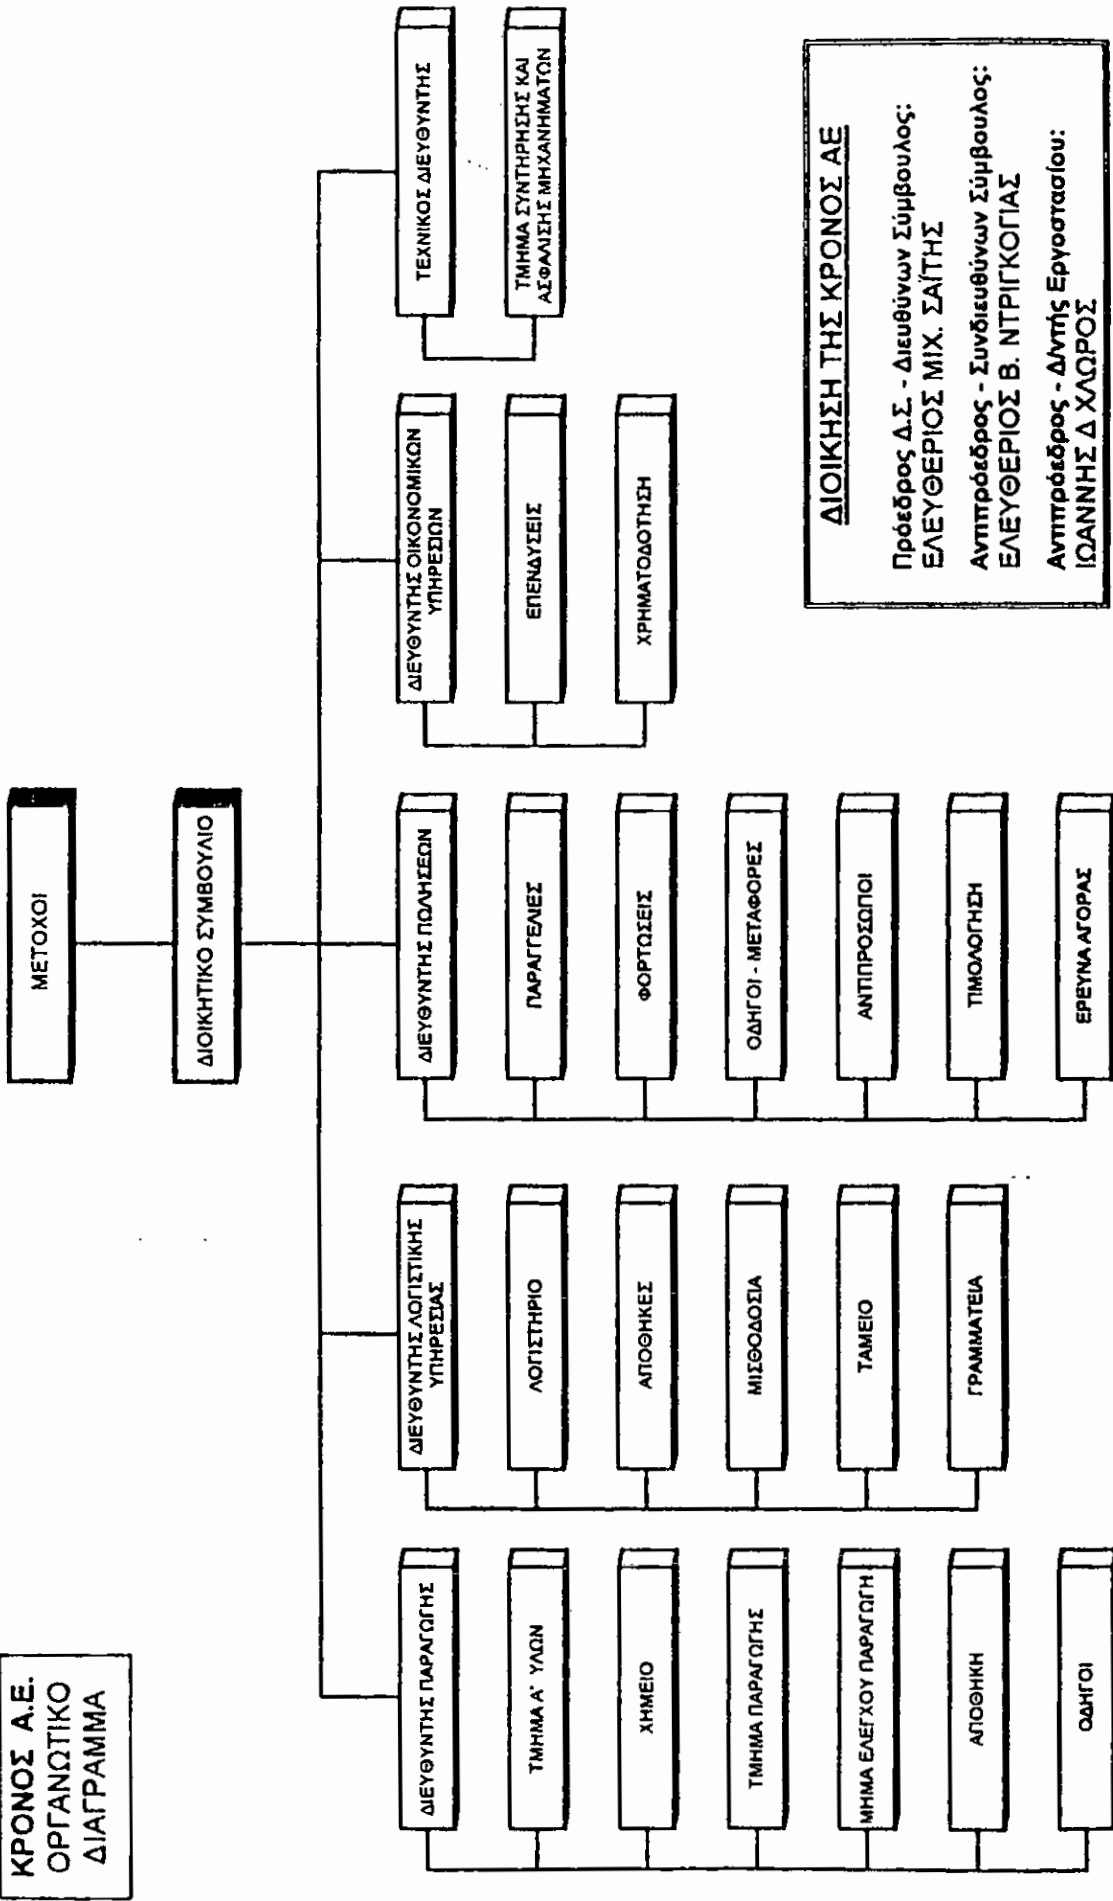 ΚΡΟΝΟΣ Α.Ε.
ΟΡΓΑΝΩΤΙΚΟ
ΔΙΑΓΡΑΜΜΑ
ΜΕΤΟΧΟΙ
ΔΙΟΙΚΗΤΙΚΟ ΣΥΜΒΟΥΛΙΟ
ΔΙΕΥΘΥΝΤΗΣ ΠΑΡΑΓΩΓΗΣ
ΤΜΗΜΑ Α' ΥΛΩΝ
ΧΗΜΕΙΟ
ΤΜΗΜΑ ΠΑΡΑΓΩΓΗΣ
ΜΗΜΑ ΕΛΕΓΧΟΥ ΠΑΡΑΓΩΓΗ
ΑΠΟΘΗΚΗ
ΟΔΗΓΟΙ
ΔΙΕΥΘΥΝΤΗΣ ΛΟΓΙΣΤΙΚΗΣ
ΥΠΗΡΕΣΙΑΣ
ΛΟΓΙΣΤΗΡΙΟ
ΑΠΟΘΗΚΕΣ
ΜΙΣΘΟΔΟΣΙΑ
ΤΑΜΕΙΟ
ΓΡΑΜΜΑΤΕΙΑ
ΔΙΕΥΘΥΝΤΗΣ ΠΩΛΗΣΕΩΝ
ΠΑΡΑΓΓΕΛΙΕΣ
ΦΟΡΤΩΣΕΙΣ
ΟΔΗΓΟΙ - ΜΕΤΑΦΟΡΕΣ
ΑΝΤΙΠΡΟΣΩΠΟΙ
ΤΙΜΟΛΟΓΗΣΗ
ΕΡΕΥΝΑ ΑΓΟΡΑΣ
ΔΙΕΥΘΥΝΤΗΣ ΟΙΚΟΝΟΜΙΚΩΝ
ΥΠΗΡΕΣΙΩΝ
ΕΠΕΝΔΥΣΕΙΣ
ΧΡΗΜΑΤΟΔΟΤΗΣΗ
ΤΕΧΝΙΚΟΣ ΔΙΕΥΘΥΝΤΗΣ
ΤΜΗΜΑ ΣΥΝΤΗΡΗΣΗΣ ΚΑΙ
ΑΣΦΑΛΙΣΗΣ ΜΗΧΑΝΗΜΑΤΩΝ
ΔΙΟΙΚΗΣΗ ΤΗΣ ΚΡΟΝΟΣ ΑΕ
Πρόεδρος Δ.Σ. - Διευθύνων Σύμβουλος:
ΕΛΕΥΘΕΡΙΟΣ ΜΙΧ. ΣΑΪΤΗΣ
Αντιπρόεδρος - Συνδιευθύνων Σύμβουλος:
ΕΛΕΥΘΕΡΙΟΣ Β. ΝΤΡΙΓΚΟΓΙΑΣ
Αντιπρόεδρος - Δ/ντής Εργοστασίου:
ΙΩΑΝΝΗΣ Δ ΧΛΩΡΟΣ